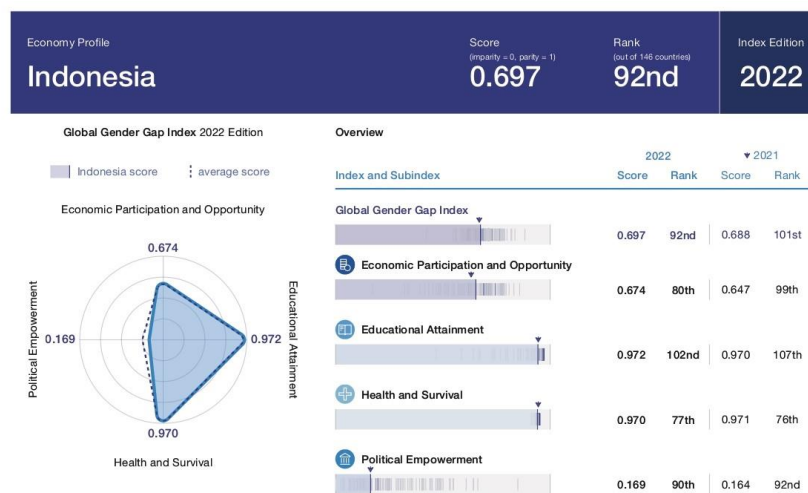 Economy Profile
Indonesia
Score
(imparity = 0, parity = 1)
0.697
Rank
(out of 146 countries)
92nd
Index Edition
2022
Global Gender Gap Index 2022 Edition
Indonesia score
average score
Economic Participation and Opportunity
0.674
Educational Attainment
0.972
Political Empowerment
0.169
0.970
Health and Survival
Overview
2022 2021
Index and Subindex Score Rank Score Rank
Global Gender Gap Index
0.697 92nd 0.688 101st
Economic Participation and Opportunity
0.674 80th 0.647 99th
Educational Attainment
0.972 102nd 0.970 107th
Health and Survival
0.970 77th 0.971 76th
Political Empowerment
0.169 90th 0.164 92nd